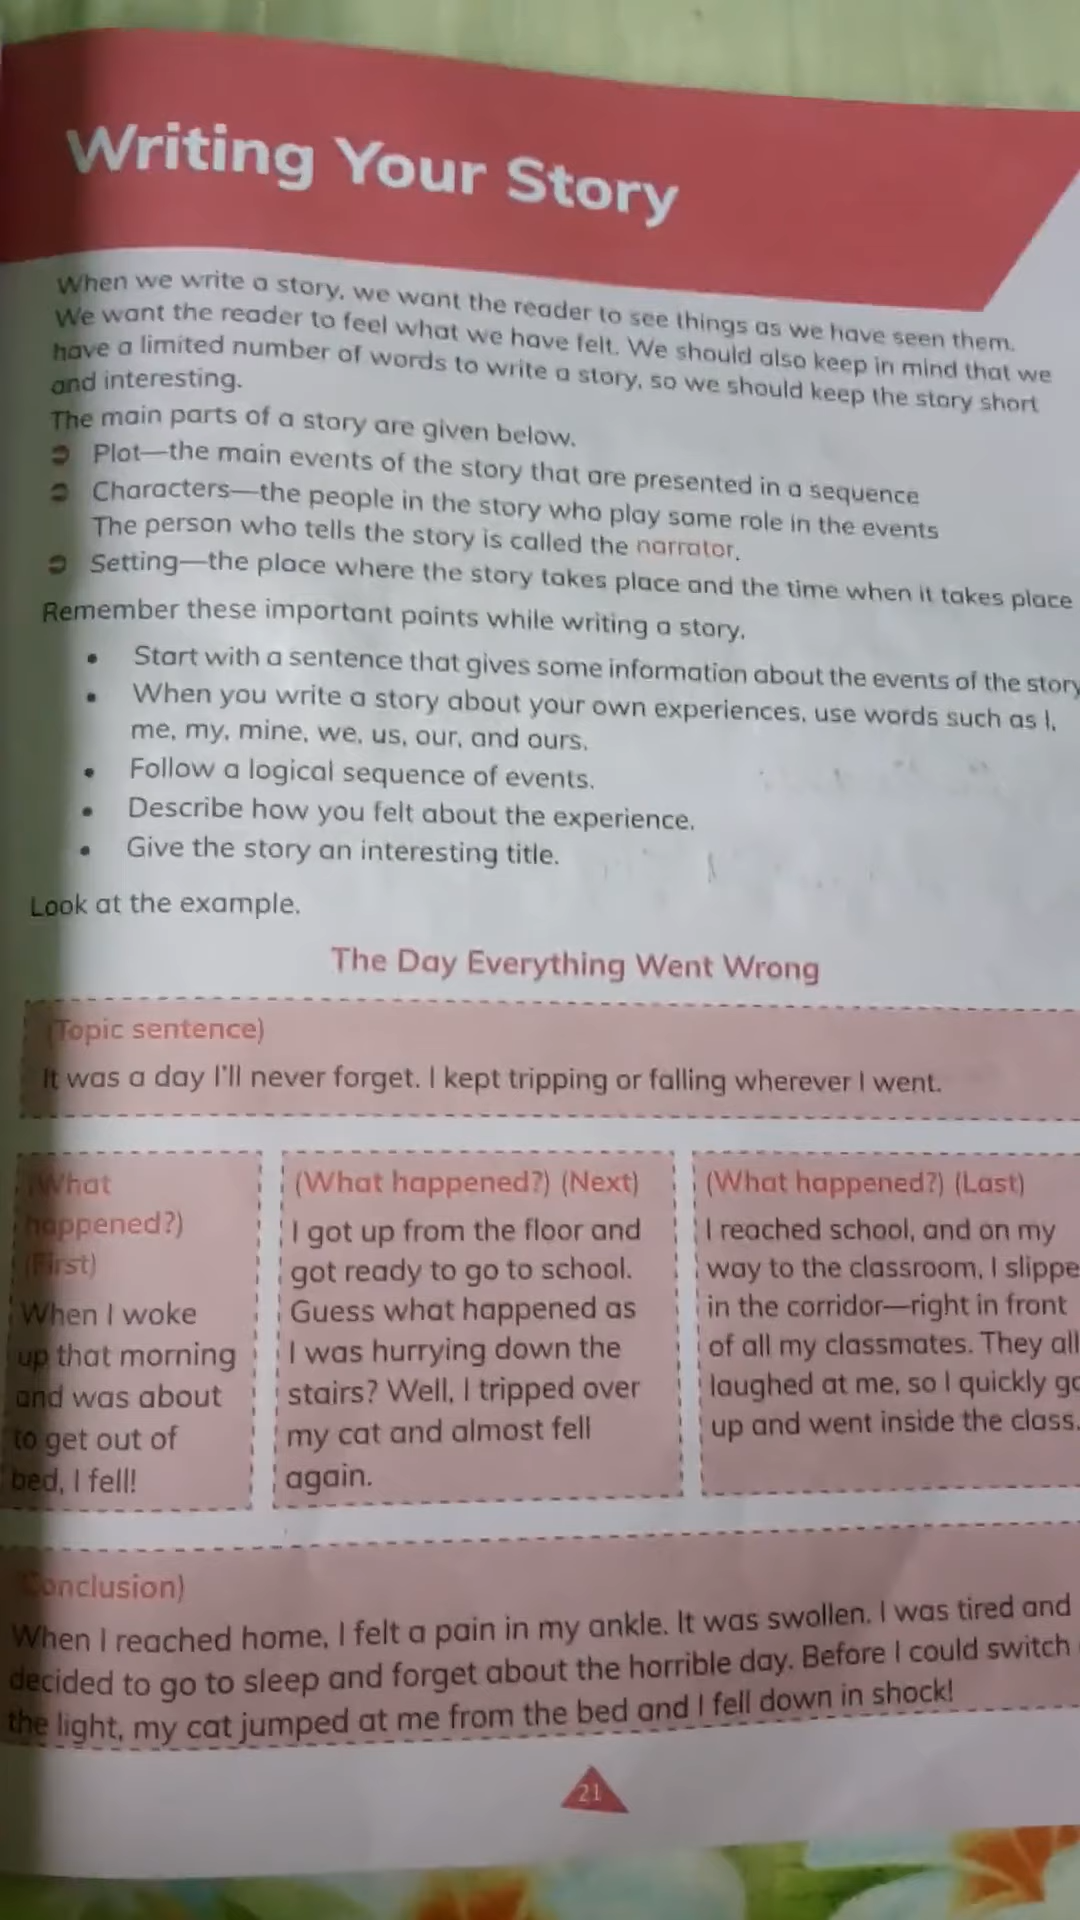 Writing Your Story
When we write a story, we want the reader to see things as we have seen them.
We want the reader to feel what we have felt. We should also keep in mind that we
have a limited number of words to write a story, so we should keep the story short
and interesting.
The main parts of a story are given below.
Plot—the main events of the story that are presented in a sequence
Characters—the people in the story who play some role in the events
The person who tells the story is called the narrator.
Setting—the place where the story takes place and the time when it takes place
Remember these important points while writing a story.
• Start with a sentence that gives some information about the events of the story
• When you write a story about your own experiences, use words such as I,
me, my, mine, we, us, our, and ours.
• Follow a logical sequence of events.
• Describe how you felt about the experience.
• Give the story an interesting title.
Look at the example.
The Day Everything Went Wrong
(Topic sentence)
It was a day I'll never forget. I kept tripping or falling wherever I went.
(What
happened?)
(First)
When I woke
up that morning
and was about
to get out of
bed, I fell!
(What happened?) (Next)
I got up from the floor and
got ready to go to school.
Guess what happened as
I was hurrying down the
stairs? Well, I tripped over
my cat and almost fell
again.
(What happened?) (Last)
I reached school, and on my
way to the classroom, I slippe
in the corridor—right in front
of all my classmates. They all
laughed at me, so I quickly go
up and went inside the class.
Conclusion)
When I reached home, I felt a pain in my ankle. It was swollen. I was tired and
decided to go to sleep and forget about the horrible day. Before I could switch
the light, my cat jumped at me from the bed and I fell down in shock!
21